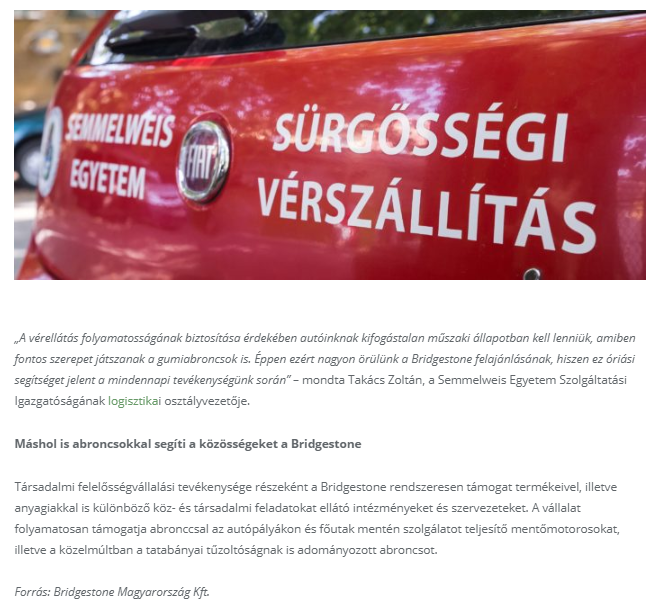 SEMMELWEIS
EGYETEM
FIAT
SÜRGŐSSÉGI
VÉRSZÁLLÍTÁS
„A vérellátás folyamatosságának biztosítása érdekében autóinknak kifogástalan műszaki állapotban kell lenniük, amiben
fontos szerepet játszanak a gumiabroncsok is. Éppen ezért nagyon örülünk a Bridgestone felajánlásának, hiszen ez óriási
segítséget jelent a mindennapi tevékenységünk során” – mondta Takács Zoltán, a Semmelweis Egyetem Szolgáltatási
Igazgatóságának logisztikai osztályvezetője.
Máshol is abroncsokkal segíti a közösségeket a Bridgestone
Társadalmi felelősségvállalási tevékenysége részeként a Bridgestone rendszeresen támogat termékeivel, illetve
anyagiakkal is különböző köz- és társadalmi feladatokat ellátó intézményeket és szervezeteket. A vállalat
folyamatosan támogatja abronccsal az autópályákon és főutak mentén szolgálatot teljesítő mentőmotorosokat,
illetve a közelmúltban a tatabányai tűzoltóságnak is adományozott abroncsot.
Forrás: Bridgestone Magyarország Kft.